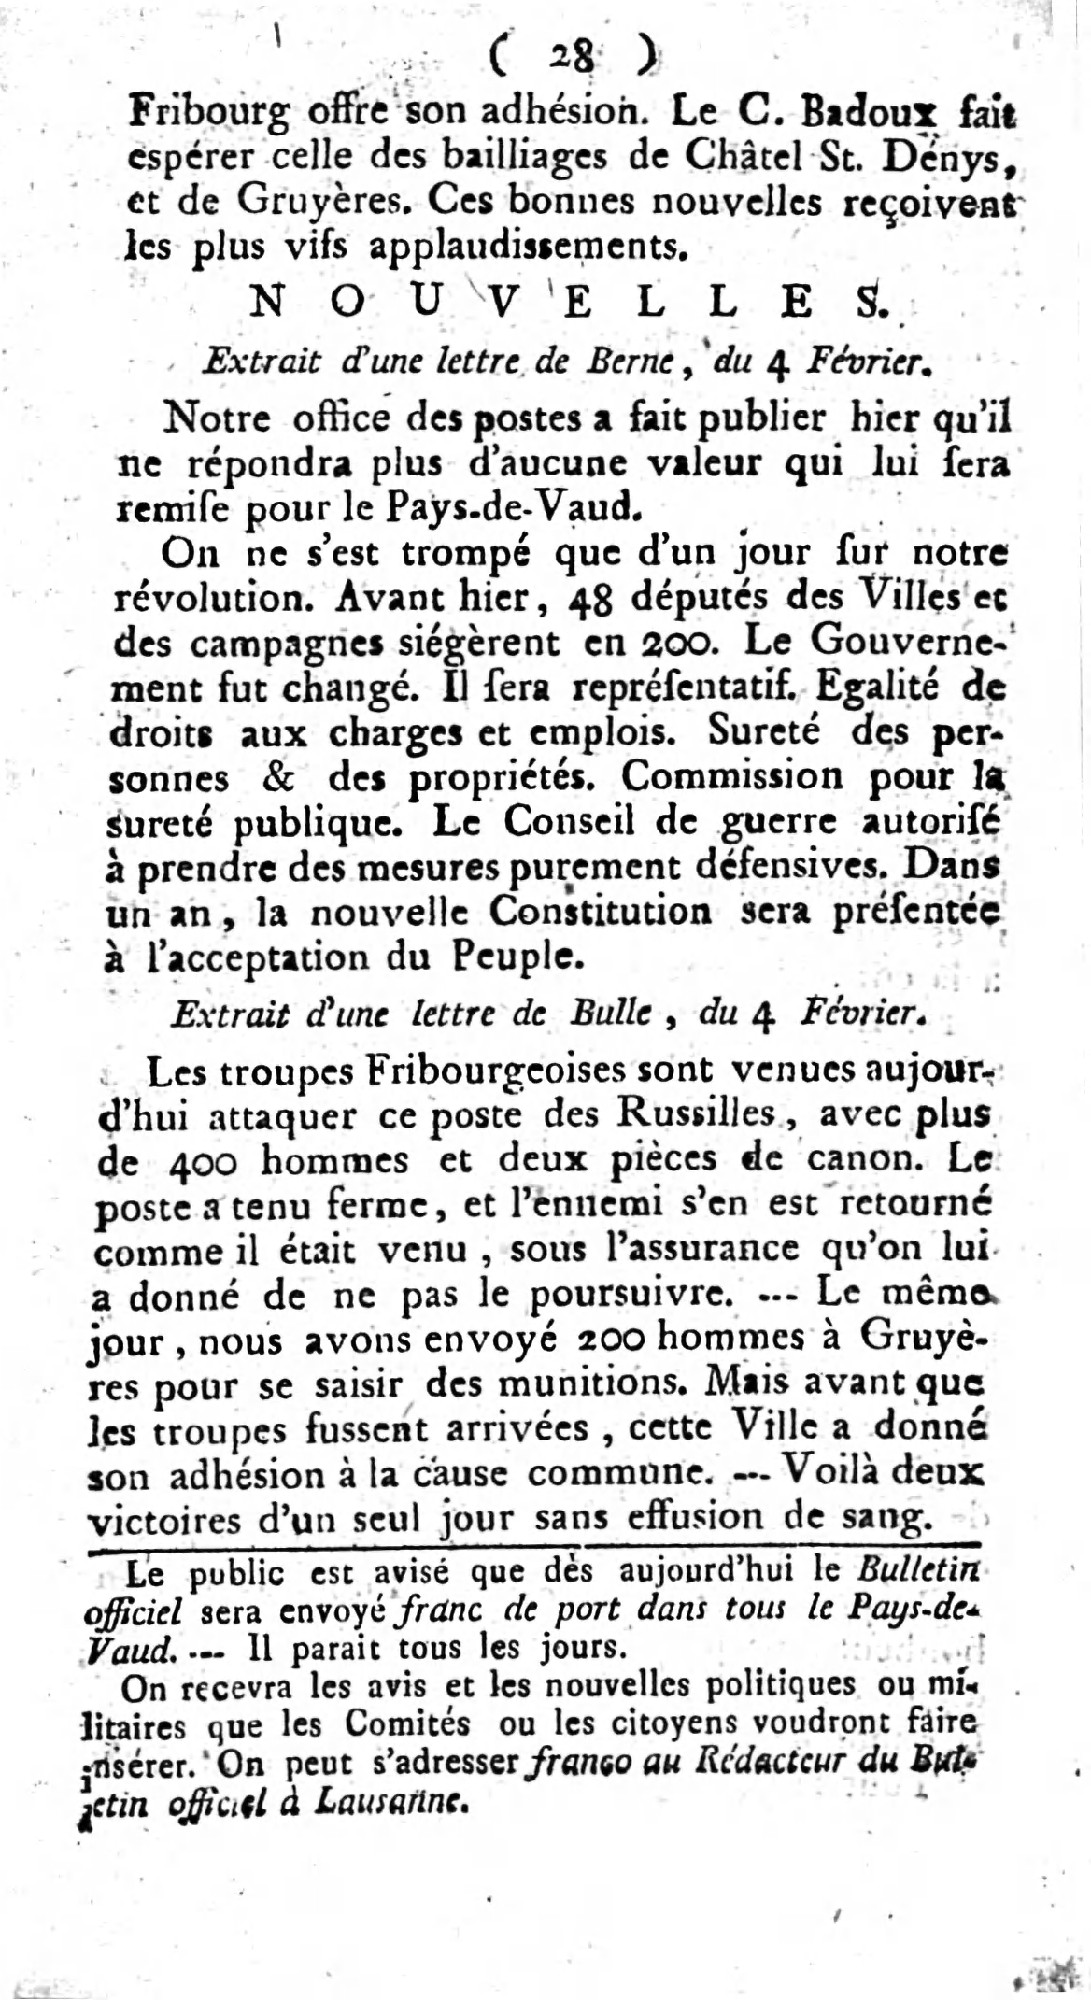 ( 28 )
Fribourg offre son adhésion. Le C. Badoux fait
espérer celle des bailliages de Châtel St. Dénys,
et de Gruyères. Ces bonnes nouvelles reçoivent
les plus vifs applaudissements.
NOUVELLES.
Extrait d'une lettre de Berne, du 4 Février.
Notre office des postes a fait publier hier qu'il
ne répondra plus d'aucune valeur qui lui ſera
remiſe pour le Pays-de-Vaud.
On ne s'est trompé que d'un jour ſur notre
révolution. Avant hier, 48 députés des Villes et
des campagnes siégèrent en 200. Le Gouverne-
ment fut changé. Il ſera repréſentatif. Egalité de
droits aux charges et emplois. Sureté des per-
sonnes & des propriétés. Commission pour la
sureté publique. Le Conseil de guerre autoriſé
à prendre des mesures purement défensives. Dans
un an, la nouvelle Constitution sera préſentée
à l'acceptation du Peuple.
Extrait d'une lettre de Bulle, du 4 Février.
Les troupes Fribourgeoises sont venues aujour-
d'hui attaquer ce poste des Russilles, avec plus
de 400 hommes et deux pièces de canon. Le
poste a tenu ferme, et l'ennemi s'en est retourné
comme il était venu, sous l'assurance qu'on lui
a donné de ne pas le poursuivre. --- Le même
jour, nous avons envoyé 200 hommes à Gruyè-
res pour se saisir des munitions. Mais avant que
les troupes fussent arrivées, cette Ville a donné
son adhésion à la cause commune. --- Voilà deux
victoires d'un seul jour sans effusion de sang.
Le public est avisé que dès aujourd'hui le Bulletin
officiel sera envoyé franc de port dans tous le Pays-de-
Vaud. --- Il parait tous les jours.
On recevra les avis et les nouvelles politiques ou mi-
litaires que les Comités ou les citoyens voudront faire
insérer. On peut s'adresser franco au Rédacteur du Bul-
letin officiel à Lausanne.